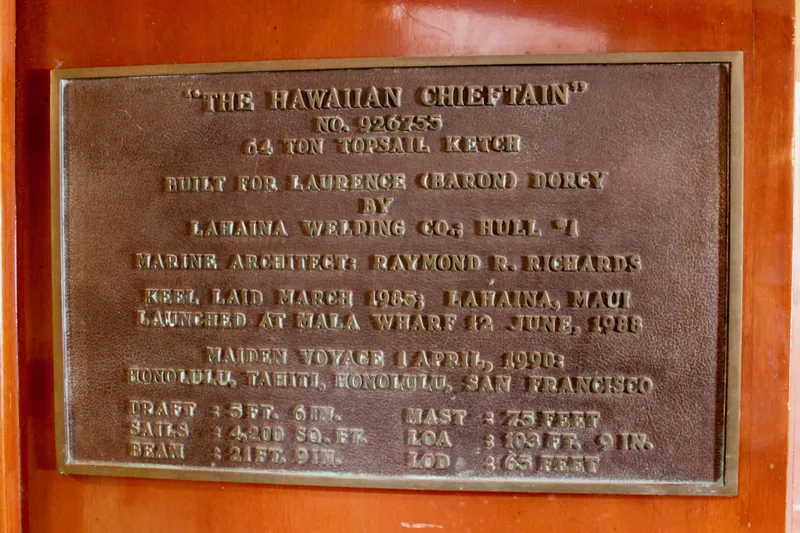 "THE HAWAIIAN CHIEFTAIN"
NO. 926755
64 TON TOPSAIL KETCH
BUILT FOR LAURENCE (BARON) DORCY
BY
LAHAINA WELDING CO.; HULL #1
MARINE ARCHITECT: RAYMOND R. RICHARDS
KEEL LAID MARCH 1985; LAHAINA, MAUI
LAUNCHED AT MALA WHARF 12 JUNE, 1988
MAIDEN VOYAGE 1 APRIL, 1990:
HONOLULU, TAHITI, HONOLULU, SAN FRANCISCO
DRAFT : 5 FT. 6 IN. MAST : 75 FEET
SAILS : 4,200 SQ. FT. LOA : 103 FT. 9 IN.
BEAM : 21 FT. 9 IN. LOD : 65 FEET